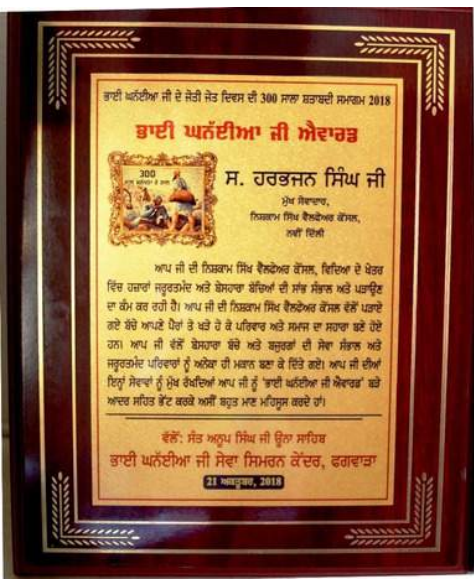 ਭਾਈ ਘਨੱਈਆ ਜੀ ਦੇ ਜੋਤੀ ਜੋਤ ਦਿਵਸ ਦੀ 300 ਸਾਲਾ ਸ਼ਤਾਬਦੀ ਸਮਾਗਮ 2018
ਭਾਈ ਘਨੱਈਆ ਜੀ ਐਵਾਰਡ
300
ਸ. ਹਰਭਜਨ ਸਿੰਘ ਜੀ
ਮੁੱਖ ਸੇਵਾਦਾਰ,
ਨਿਸ਼ਕਾਮ ਸਿੱਖ ਵੈਲਫੇਅਰ ਕੌਂਸਲ,
ਨਵੀਂ ਦਿੱਲੀ
ਆਪ ਜੀ ਦੀ ਨਿਸ਼ਕਾਮ ਸਿੱਖ ਵੈਲਫੇਅਰ ਕੌਂਸਲ, ਵਿਦਿਆ ਦੇ ਖੇਤਰ
ਵਿੱਚ ਹਜ਼ਾਰਾਂ ਜਰੂਰਤਮੰਦ ਅਤੇ ਬੇਸਹਾਰਾ ਬੱਚਿਆਂ ਦੀ ਸਾਂਭ ਸੰਭਾਲ ਅਤੇ ਪੜਾਉਣ
ਦਾ ਕੰਮ ਕਰ ਰਹੀ ਹੈ। ਆਪ ਜੀ ਦੀ ਨਿਸ਼ਕਾਮ ਸਿੱਖ ਵੈਲਫੇਅਰ ਕੌਂਸਲ ਵੱਲੋਂ ਪੜਾਏ
ਗਏ ਬੱਚੇ ਆਪਣੇ ਪੈਰਾਂ ਤੇ ਖੜੇ ਹੋ ਕੇ ਪਰਿਵਾਰ ਅਤੇ ਸਮਾਜ ਦਾ ਸਹਾਰਾ ਬਣੇ ਹੋਏ
ਹਨ। ਆਪ ਜੀ ਵੱਲੋਂ ਬੇਸਹਾਰਾ ਬੱਚੇ ਅਤੇ ਬਜ਼ੁਰਗਾਂ ਦੀ ਸੇਵਾ ਸੰਭਾਲ ਅਤੇ
ਜਰੂਰਤਮੰਦ ਪਰਿਵਾਰਾਂ ਨੂੰ ਅਨੇਕਾਂ ਹੀ ਮਕਾਨ ਬਣਾ ਕੇ ਦਿੱਤੇ ਗਏ। ਆਪ ਜੀ ਦੀਆਂ
ਇਨ੍ਹਾਂ ਸੇਵਾਵਾਂ ਨੂੰ ਮੁੱਖ ਰੱਖਦਿਆਂ ਆਪ ਜੀ ਨੂੰ 'ਭਾਈ ਘਨੱਈਆ ਜੀ ਐਵਾਰਡ' ਬੜੇ
ਆਦਰ ਸਹਿਤ ਭੇਂਟ ਕਰਕੇ ਅਸੀਂ ਬਹੁਤ ਮਾਣ ਮਹਿਸੂਸ ਕਰਦੇ ਹਾਂ।
ਵੱਲੋਂ: ਸੰਤ ਅਨੂਪ ਸਿੰਘ ਜੀ ਊਨਾ ਸਾਹਿਬ
ਭਾਈ ਘਨੱਈਆ ਜੀ ਸੇਵਾ ਸਿਮਰਨ ਕੇਂਦਰ, ਫਗਵਾੜਾ
21 ਅਕਤੂਬਰ, 2018